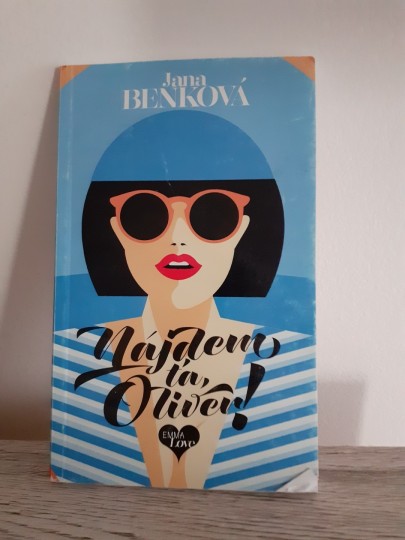 Jana
BENKOVÁ
Nájdem
ťa,
Oliver!
EMMA
Love